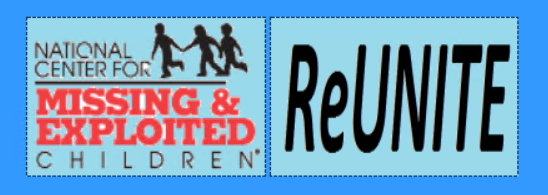 NATIONAL
CENTER FOR
MISSING &
EXPLOITED
CHILDREN®
ReUNITE